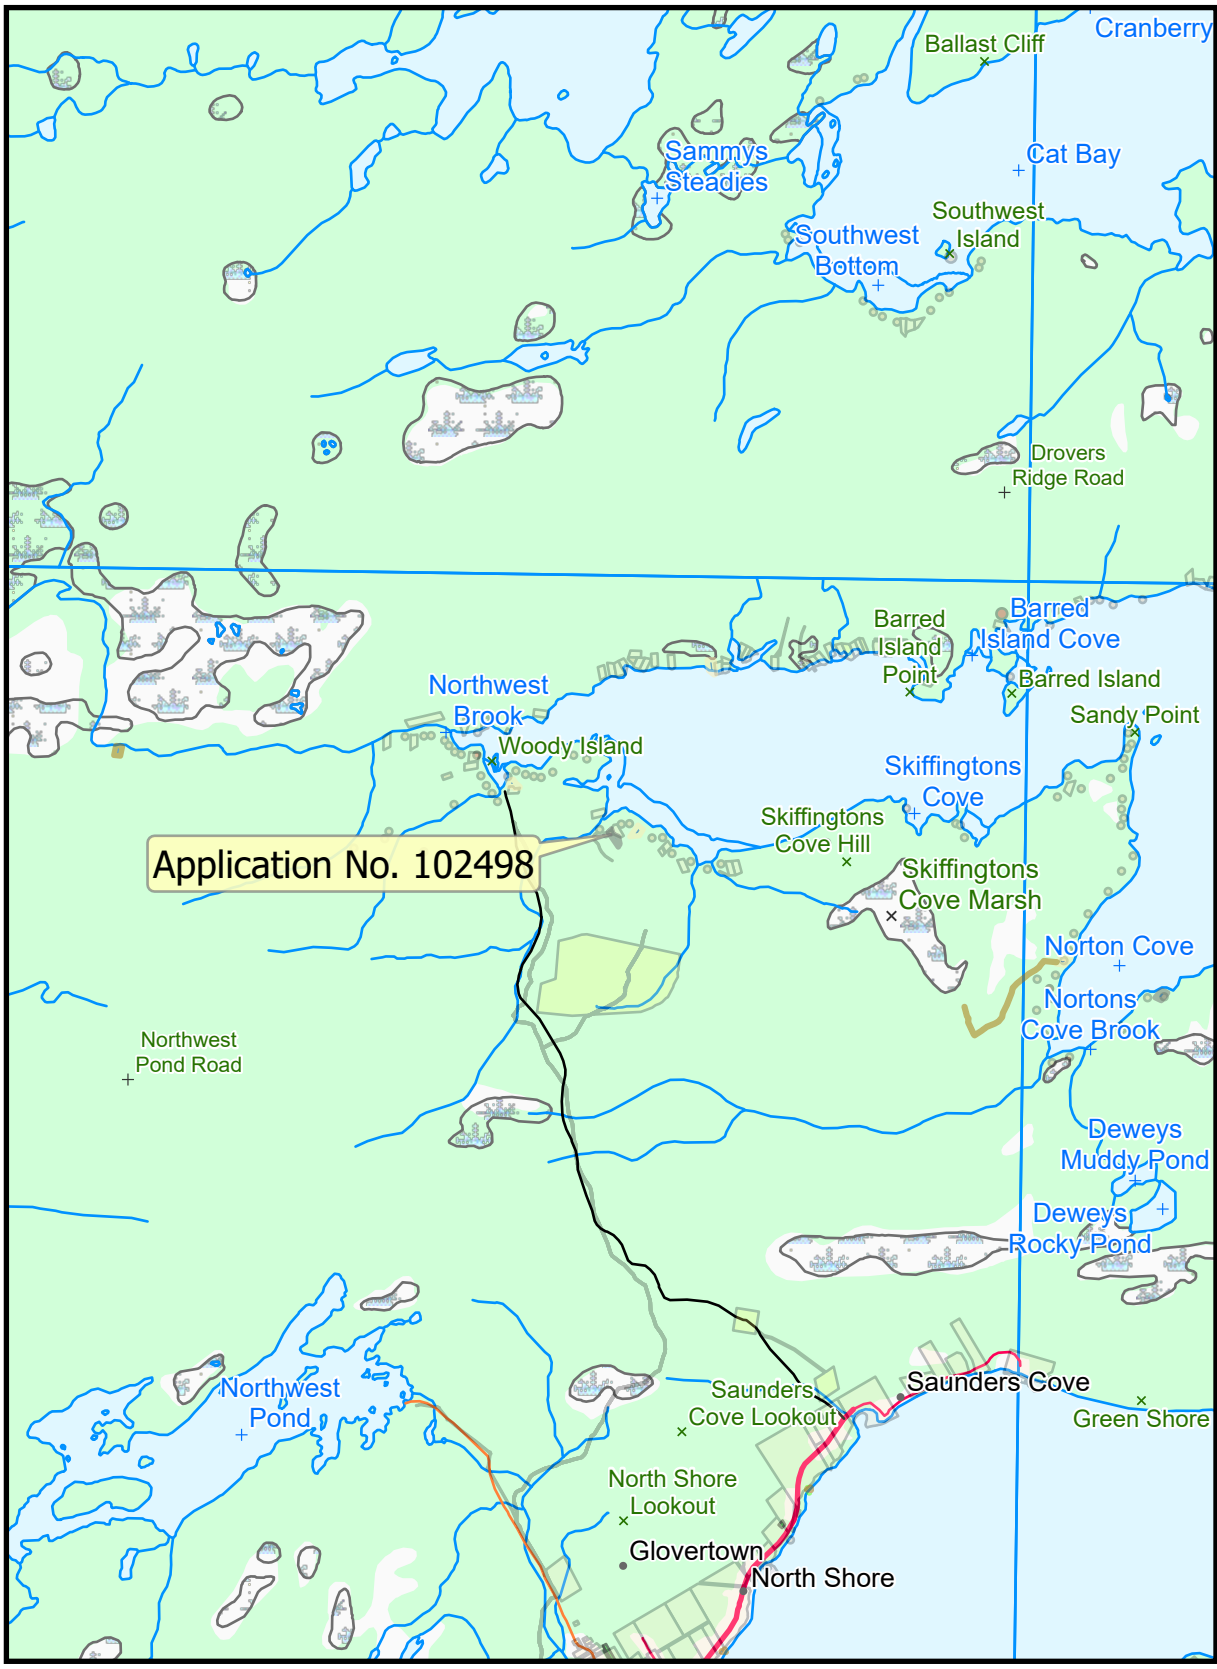 Cranberry
Ballast Cliff
Sammys
Steadies
Cat Bay
Southwest
Island
Southwest
Bottom
Drovers
Ridge Road
Barred
Island Cove
Barred
Island
Point
Barred Island
Northwest
Brook
Sandy Point
Woody Island
Skiffingtons
Cove
Skiffingtons
Cove Hill
Application No. 102498
Skiffingtons
Cove Marsh
Norton Cove
Nortons
Cove Brook
Northwest
Pond Road
Deweys
Muddy Pond
Deweys
Rocky Pond
Northwest
Pond
Saunders Cove
Saunders
Cove Lookout
Green Shore
North Shore
Lookout
Glovertown
North Shore